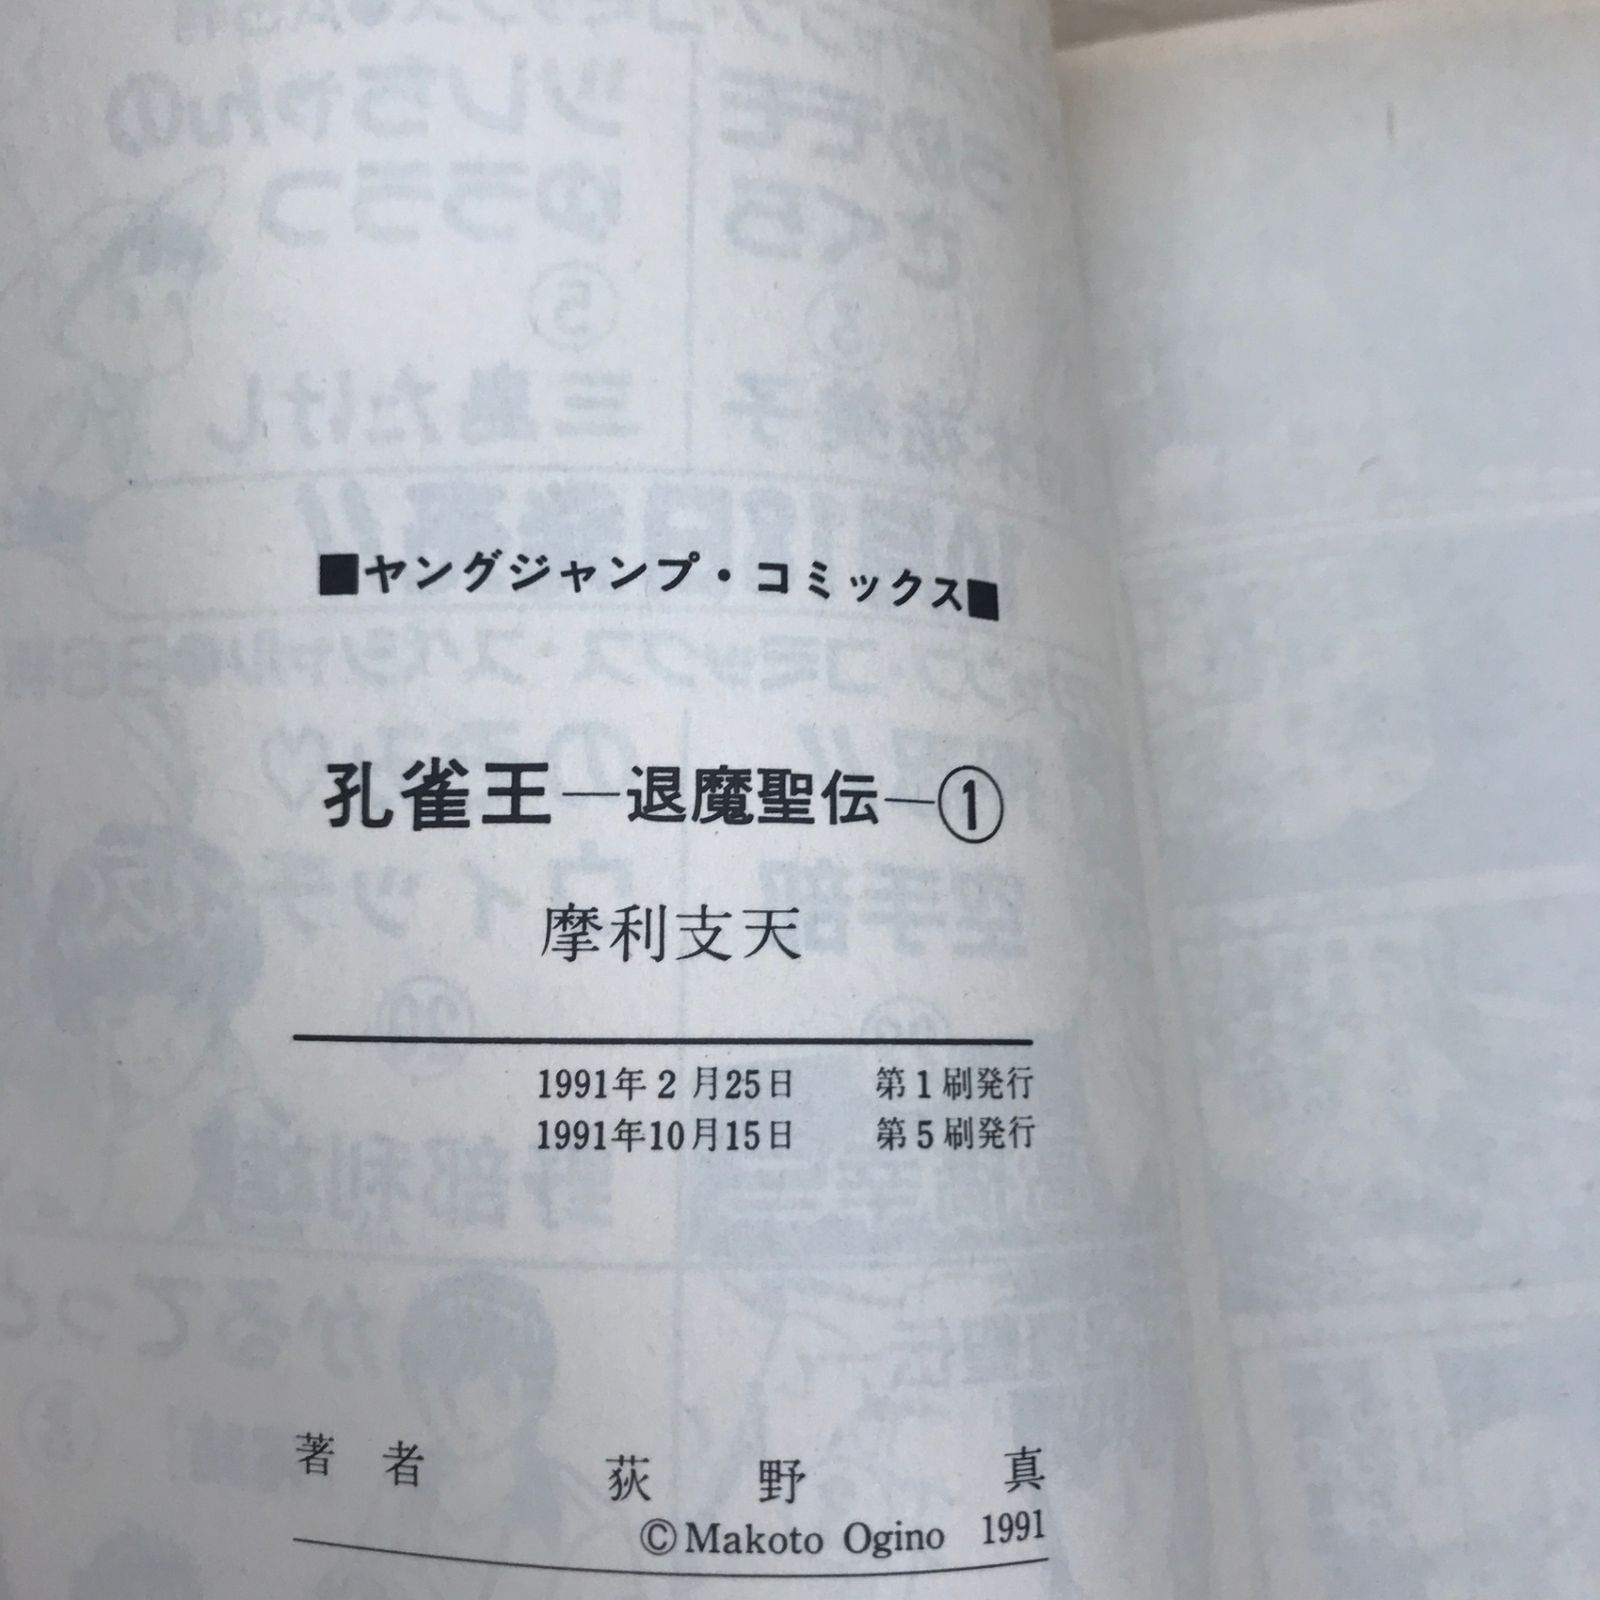 ■ヤングジャンプ・コミックス■
孔雀王―退魔聖伝―①
摩利支天
1991年2月25日 第1刷発行
1991年10月15日 第5刷発行
著者 荻野 真
©Makoto Ogino 1991